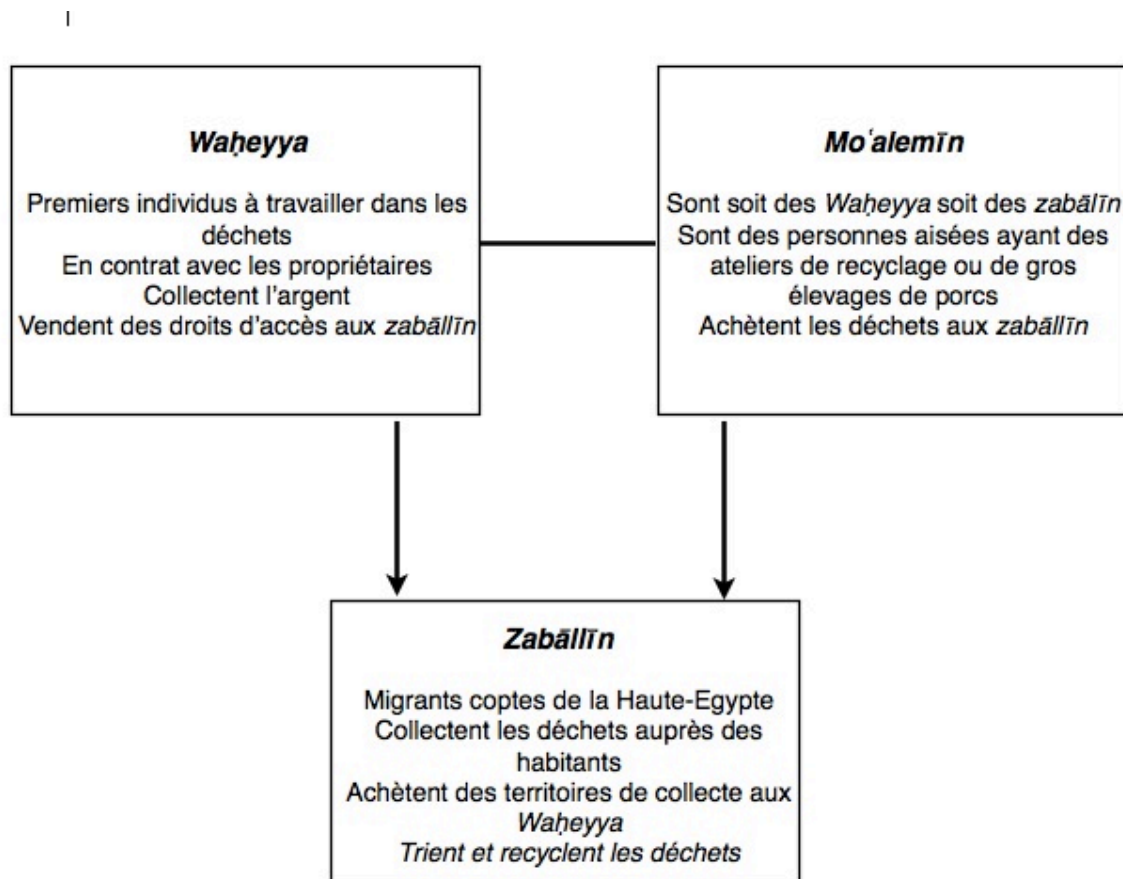 Waḥeyya
Premiers individus à travailler dans les
déchets
En contrat avec les propriétaires
Collectent l'argent
Vendent des droits d'accès aux zabāllīn
Moʿalemīn
Sont soit des Waḥeyya soit des zabālīn
Sont des personnes aisées ayant des
ateliers de recyclage ou de gros
élevages de porcs
Achètent les déchets aux zabāllīn
Zabāllīn
Migrants coptes de la Haute-Egypte
Collectent les déchets auprès des
habitants
Achètent des territoires de collecte aux
Waḥeyya
Trient et recyclent les déchets